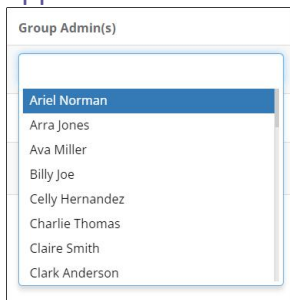 Group Admin(s)
Ariel Norman
Arra Jones
Ava Miller
Billy Joe
Celly Hernandez
Charlie Thomas
Claire Smith
Clark Anderson